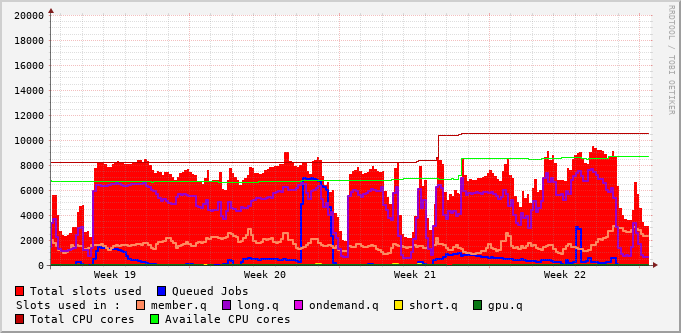 RRDTOOL / TOBI OETIKER
20000
18000
16000
14000
12000
10000
8000
6000
4000
2000
0
Week 19 Week 20 Week 21 Week 22
Total slots used Queued Jobs
Slots used in : member.q long.q ondemand.q short.q gpu.q
Total CPU cores Availale CPU cores